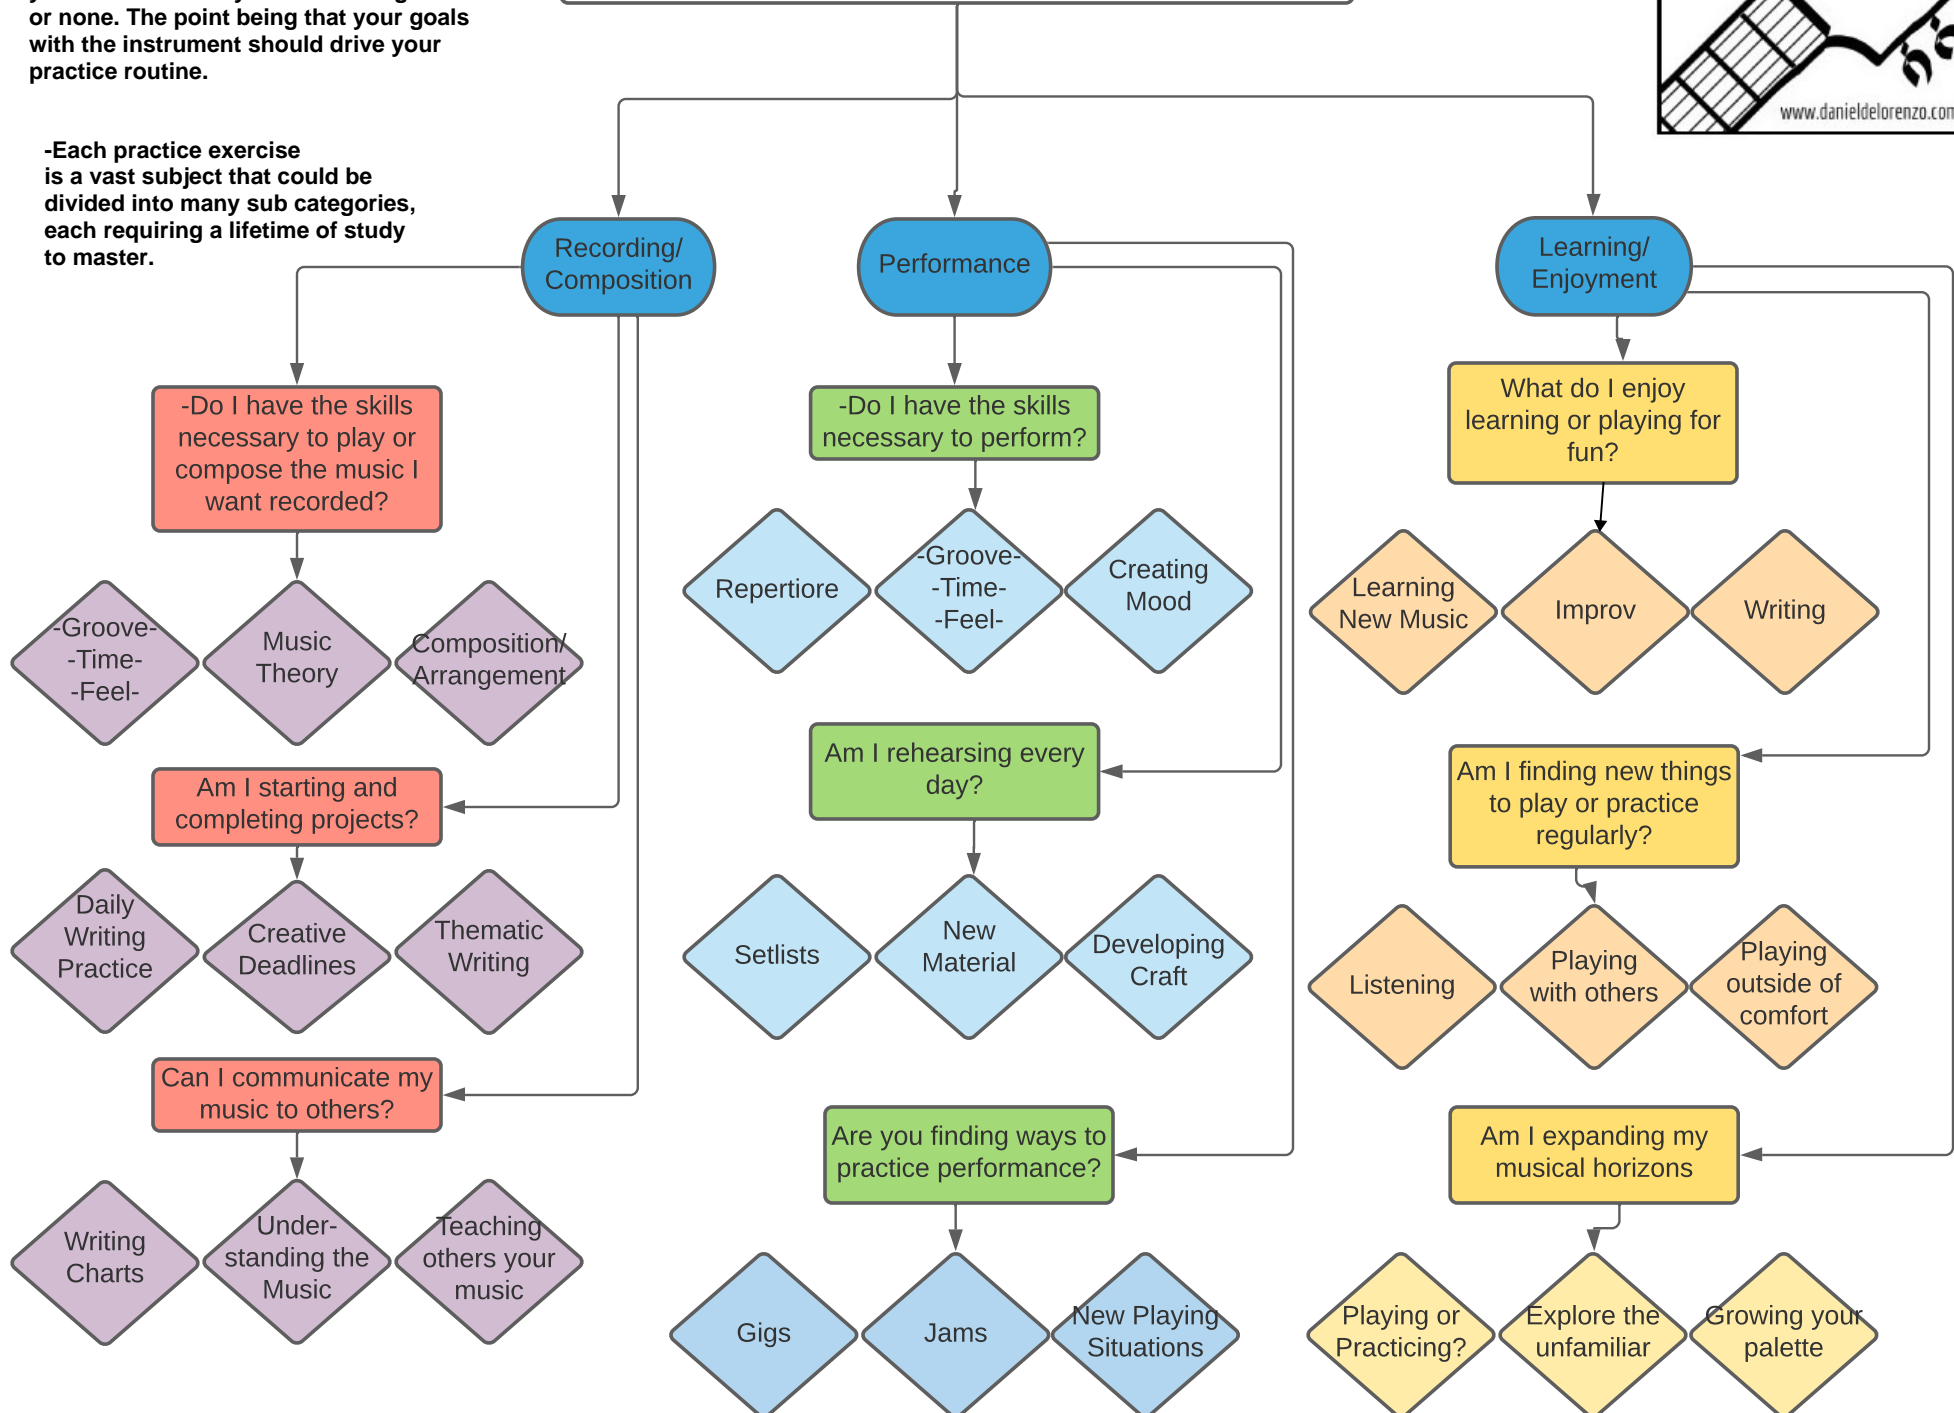 or none. The point being that your goals
with the instrument should drive your
practice routine.
-Each practice exercise
is a vast subject that could be
divided into many sub categories,
each requiring a lifetime of study
to master.
www.danieldelorenzo.com
Recording/
Composition
Performance
Learning/
Enjoyment
-Do I have the skills
necessary to play or
compose the music I
want recorded?
-Groove-
-Time-
-Feel-
Music
Theory
Composition/
Arrangement
Am I starting and
completing projects?
Daily
Writing
Practice
Creative
Deadlines
Thematic
Writing
Can I communicate my
music to others?
Writing
Charts
Under-
standing the
Music
Teaching
others your
music
-Do I have the skills
necessary to perform?
Repertiore
-Groove-
-Time-
-Feel-
Creating
Mood
Am I rehearsing every
day?
Setlists
New
Material
Developing
Craft
Are you finding ways to
practice performance?
Gigs
Jams
New Playing
Situations
What do I enjoy
learning or playing for
fun?
Learning
New Music
Improv
Writing
Am I finding new things
to play or practice
regularly?
Listening
Playing
with others
Playing
outside of
comfort
Am I expanding my
musical horizons
Playing or
Practicing?
Explore the
unfamiliar
Growing your
palette